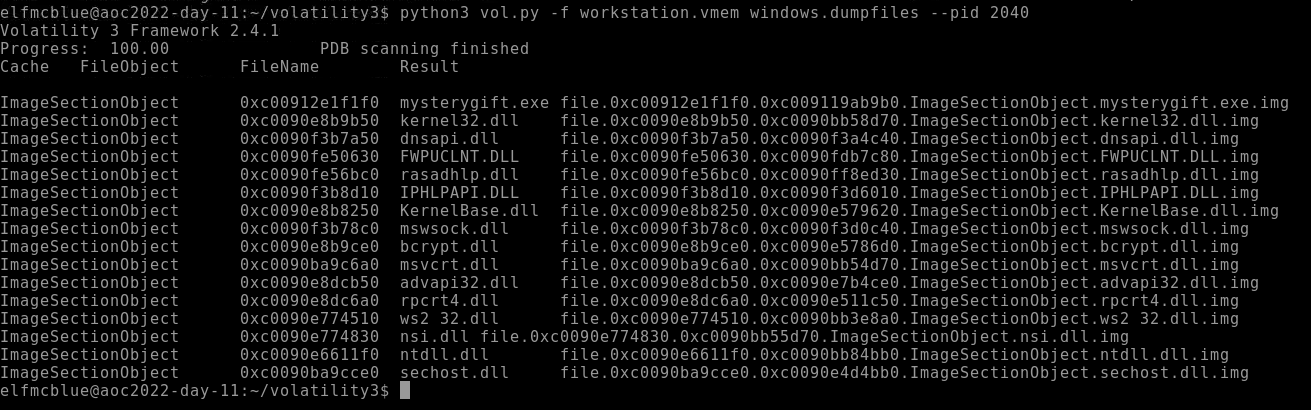 elfmcblue@aoc2022-day-11:~/volatility3$ python3 vol.py -f workstation.vmem windows.dumpfiles --pid 2040
Volatility 3 Framework 2.4.1
Progress:  100.00               PDB scanning finished
Cache   FileObject      FileName        Result
ImageSectionObject      0xc00912e1f1f0  mysterygift.exe file.0xc00912e1f1f0.0xc009119ab9b0.ImageSectionObject.mysterygift.exe.img
ImageSectionObject      0xc0090e8b9b50  kernel32.dll    file.0xc0090e8b9b50.0xc0090bb58d70.ImageSectionObject.kernel32.dll.img
ImageSectionObject      0xc0090f3b7a50  dnsapi.dll      file.0xc0090f3b7a50.0xc0090f3a4c40.ImageSectionObject.dnsapi.dll.img
ImageSectionObject      0xc0090fe50630  FWPUCLNT.DLL    file.0xc0090fe50630.0xc0090fdb7c80.ImageSectionObject.FWPUCLNT.DLL.img
ImageSectionObject      0xc0090fe56bc0  rasadhlp.dll    file.0xc0090fe56bc0.0xc0090ff8ed30.ImageSectionObject.rasadhlp.dll.img
ImageSectionObject      0xc0090f3b8d10  IPHLPAPI.DLL    file.0xc0090f3b8d10.0xc0090f3d6010.ImageSectionObject.IPHLPAPI.DLL.img
ImageSectionObject      0xc0090e8b8250  KernelBase.dll  file.0xc0090e8b8250.0xc0090e579620.ImageSectionObject.KernelBase.dll.img
ImageSectionObject      0xc0090f3b78c0  mswsock.dll     file.0xc0090f3b78c0.0xc0090f3d0c40.ImageSectionObject.mswsock.dll.img
ImageSectionObject      0xc0090e8b9ce0  bcrypt.dll      file.0xc0090e8b9ce0.0xc0090e5786d0.ImageSectionObject.bcrypt.dll.img
ImageSectionObject      0xc0090ba9c6a0  msvcrt.dll      file.0xc0090ba9c6a0.0xc0090bb54d70.ImageSectionObject.msvcrt.dll.img
ImageSectionObject      0xc0090e8dcb50  advapi32.dll    file.0xc0090e8dcb50.0xc0090e7b4ce0.ImageSectionObject.advapi32.dll.img
ImageSectionObject      0xc0090e8dc6a0  rpcrt4.dll      file.0xc0090e8dc6a0.0xc0090e511c50.ImageSectionObject.rpcrt4.dll.img
ImageSectionObject      0xc0090e774510  ws2 32.dll      file.0xc0090e774510.0xc0090bb3e8a0.ImageSectionObject.ws2 32.dll.img
ImageSectionObject      0xc0090e774830  nsi.dll file.0xc0090e774830.0xc0090bb55d70.ImageSectionObject.nsi.dll.img
ImageSectionObject      0xc0090e6611f0  ntdll.dll       file.0xc0090e6611f0.0xc0090bb84bb0.ImageSectionObject.ntdll.dll.img
ImageSectionObject      0xc0090ba9cce0  sechost.dll     file.0xc0090ba9cce0.0xc0090e4d4bb0.ImageSectionObject.sechost.dll.img
elfmcblue@aoc2022-day-11:~/volatility3$